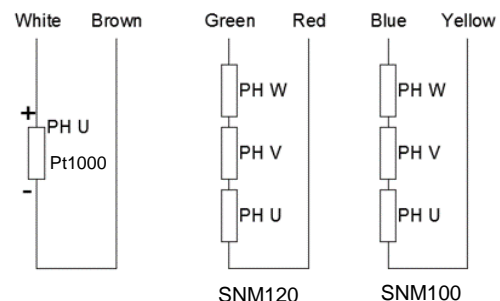 White Brown Green Red Blue Yellow
+
PH U
Pt1000
-
PH W
PH V
PH U
SNM120
PH W
PH V
PH U
SNM100